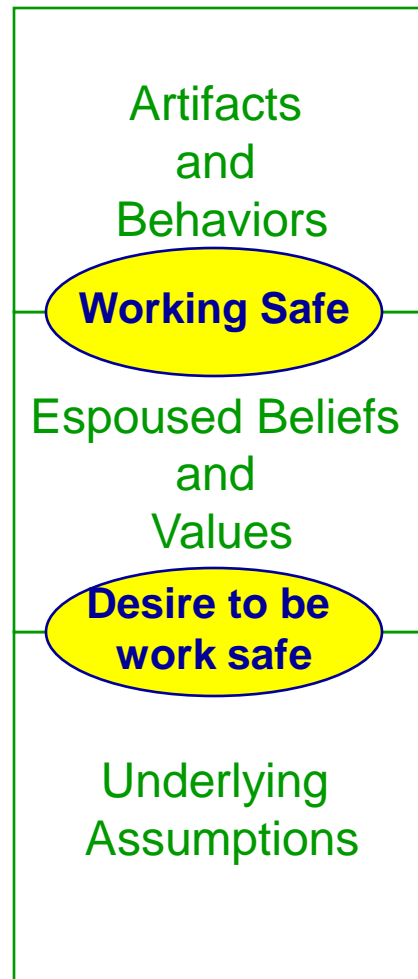 Artifacts
and
Behaviors
Working Safe
Espoused Beliefs
and
Values
Desire to be
work safe
Underlying
Assumptions